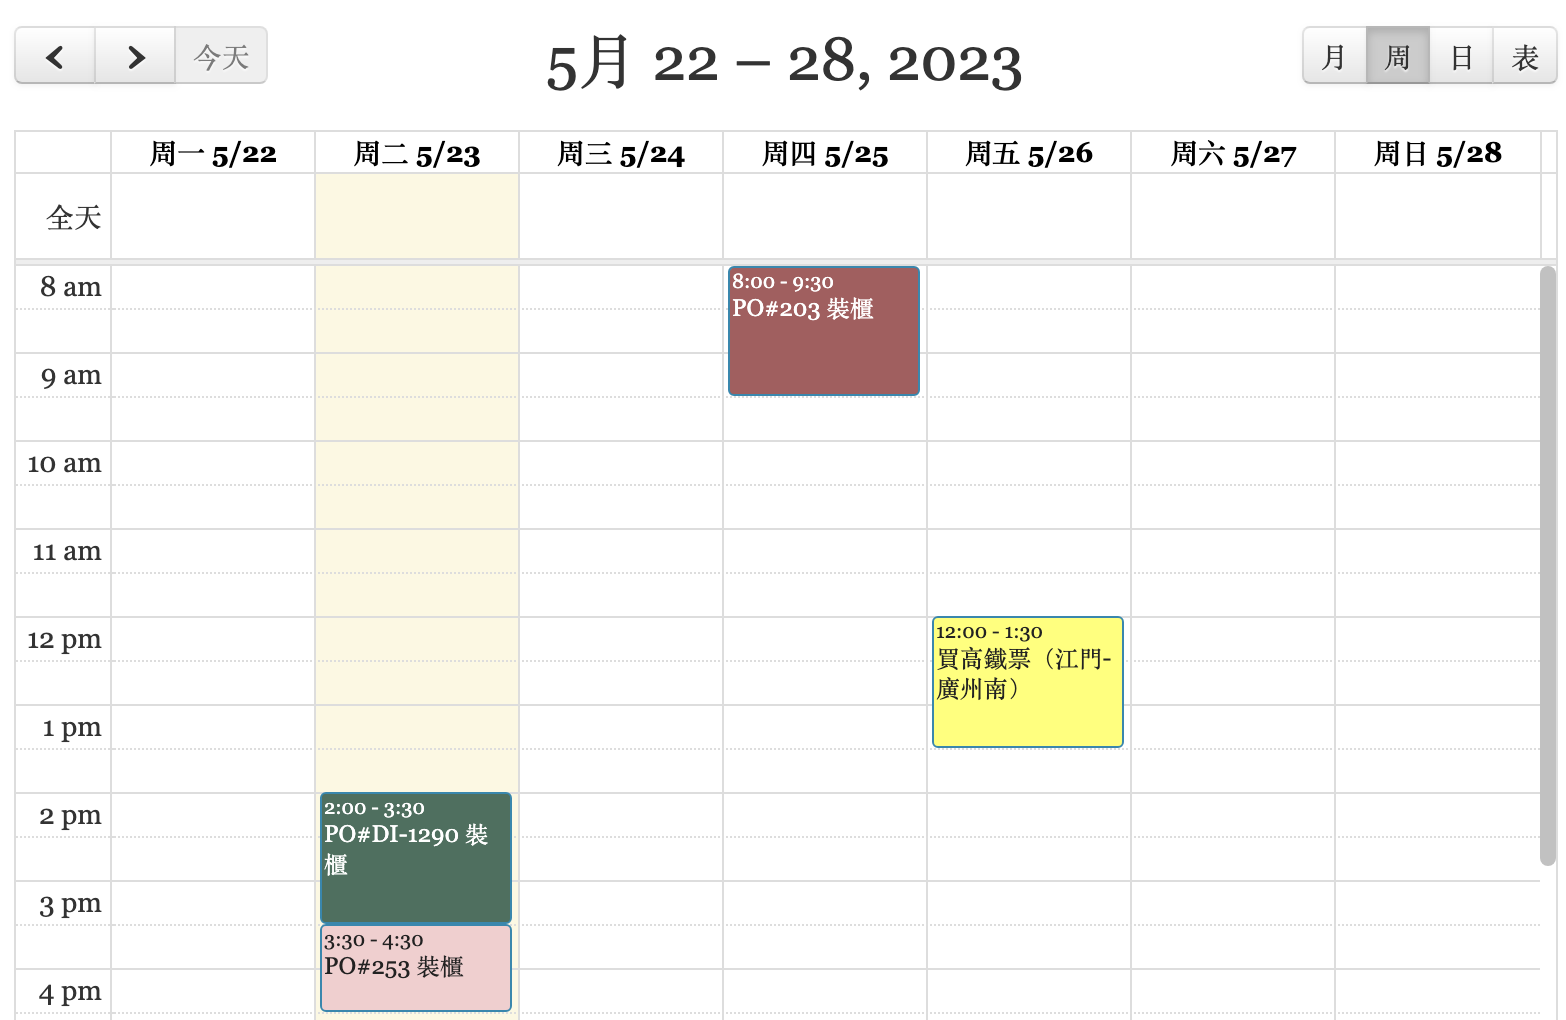 今天
5月 22 – 28, 2023
月 周 日 表
周一 5/22 周二 5/23 周三 5/24 周四 5/25 周五 5/26 周六 5/27 周日 5/28
全天
8 am
8:00 - 9:30
PO#203 裝櫃
9 am
10 am
11 am
12 pm
12:00 - 1:30
買高鐵票（江門-
廣州南）
1 pm
2 pm
2:00 - 3:30
PO#DI-1290 裝
櫃
3 pm
3:30 - 4:30
PO#253 裝櫃
4 pm